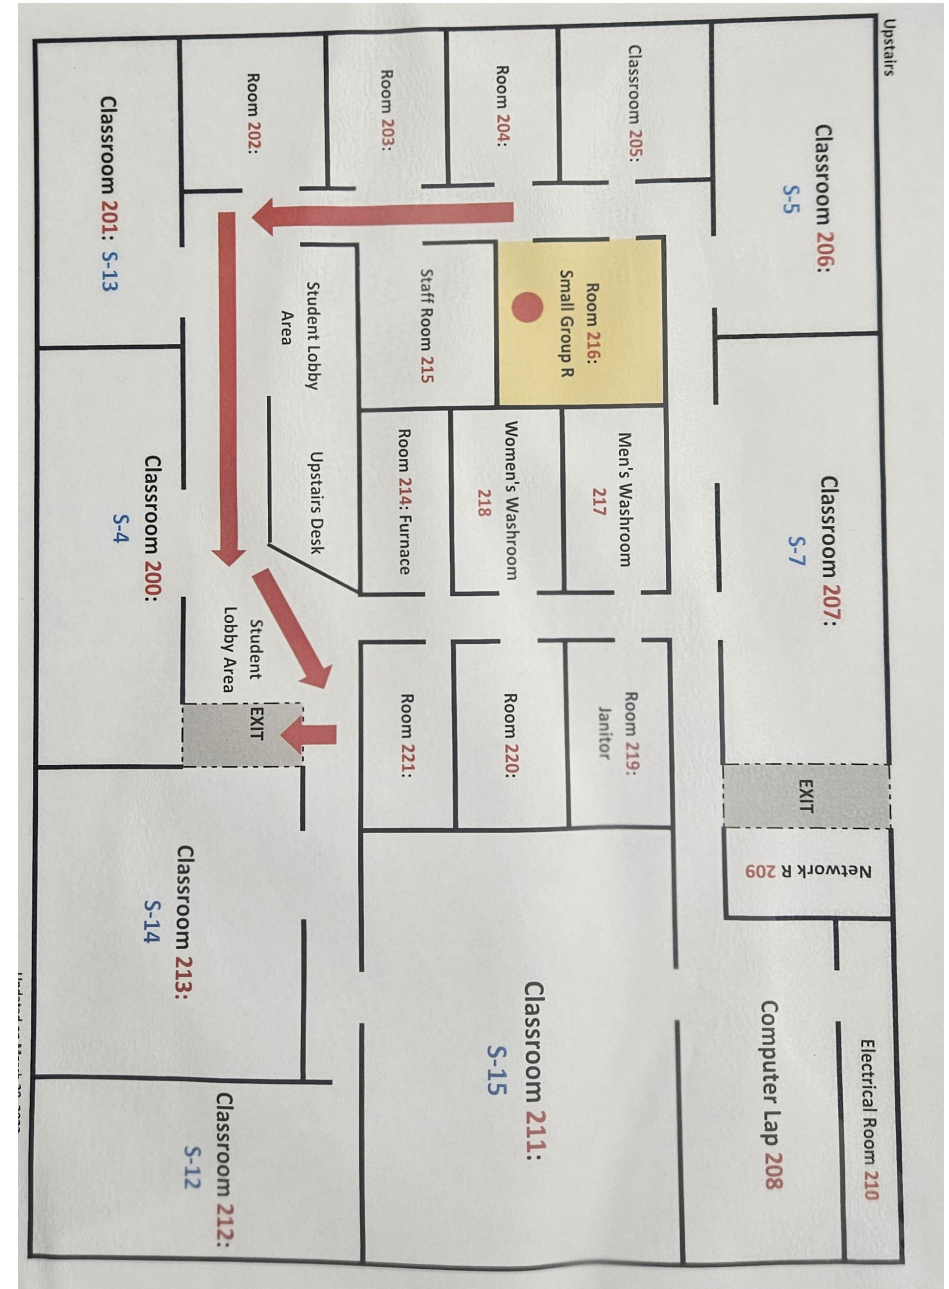 Upstairs
Classroom 206:
S-5
Classroom 207:
S-7
EXIT
Network R 209
Electrical Room 210
Computer Lap 208
Classroom 205:
Room 216:
Small Group R
Men's Washroom
217
Room 219:
Janitor
Room 204:
Women's Washroom
218
Room 220:
Classroom 211:
S-15
Room 203:
Staff Room 215
Room 214: Furnace
Room 221:
Room 202:
Student Lobby
Area
Upstairs Desk
Student
Lobby Area
EXIT
Classroom 201: S-13
Classroom 200:
S-4
Classroom 213:
S-14
Classroom 212:
S-12